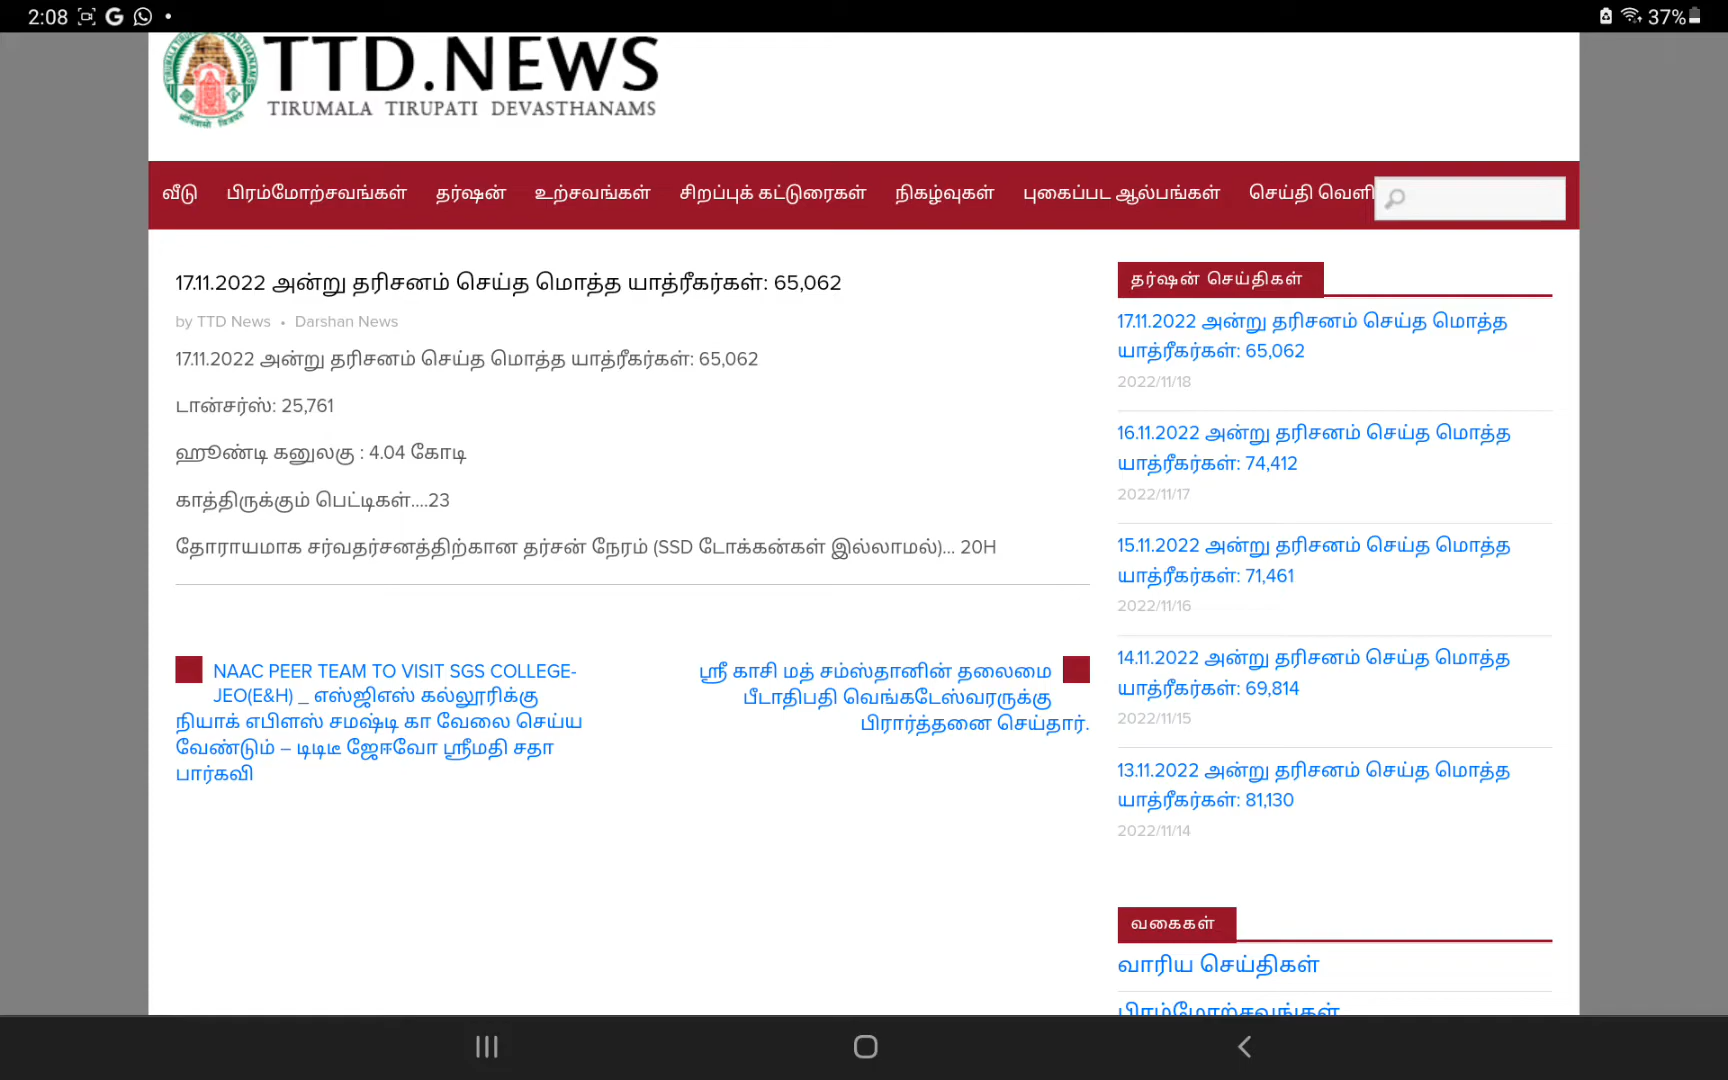 2:08
37%
TTD.NEWS
TIRUMALA TIRUPATI DEVASTHANAMS
வீடு பிரம்மோற்சவங்கள் தர்ஷன் உற்சவங்கள் சிறப்புக் கட்டுரைகள் நிகழ்வுகள் புகைப்பட ஆல்பங்கள் செய்தி வெளி
17.11.2022 அன்று தரிசனம் செய்த மொத்த யாத்ரீகர்கள்: 65,062
by TTD News • Darshan News
17.11.2022 அன்று தரிசனம் செய்த மொத்த யாத்ரீகர்கள்: 65,062
டான்சர்ஸ்: 25,761
ஹூண்டி கனுலகு : 4.04 கோடி
காத்திருக்கும் பெட்டிகள்....23
தோராயமாக சர்வதர்சனத்திற்கான தர்சன் நேரம் (SSD டோக்கன்கள் இல்லாமல்)... 20H
NAAC PEER TEAM TO VISIT SGS COLLEGE-
JEO(E&H) _ எஸ்ஜிஎஸ் கல்லூரிக்கு
நியாக் எபிளஸ் சமஷ்டி கா வேலை செய்ய
வேண்டும் – டிடிடீ ஜேஈவோ ஸ்ரீமதி சதா
பார்கவி
ஸ்ரீ காசி மத் சம்ஸ்தானின் தலைமை
பீடாதிபதி வெங்கடேஸ்வரருக்கு
பிரார்த்தனை செய்தார்.
தர்ஷன் செய்திகள்
17.11.2022 அன்று தரிசனம் செய்த மொத்த
யாத்ரீகர்கள்: 65,062
2022/11/18
16.11.2022 அன்று தரிசனம் செய்த மொத்த
யாத்ரீகர்கள்: 74,412
2022/11/17
15.11.2022 அன்று தரிசனம் செய்த மொத்த
யாத்ரீகர்கள்: 71,461
2022/11/16
14.11.2022 அன்று தரிசனம் செய்த மொத்த
யாத்ரீகர்கள்: 69,814
2022/11/15
13.11.2022 அன்று தரிசனம் செய்த மொத்த
யாத்ரீகர்கள்: 81,130
2022/11/14
வகைகள்
வாரிய செய்திகள்
பிரம்மோற்சவங்கள்